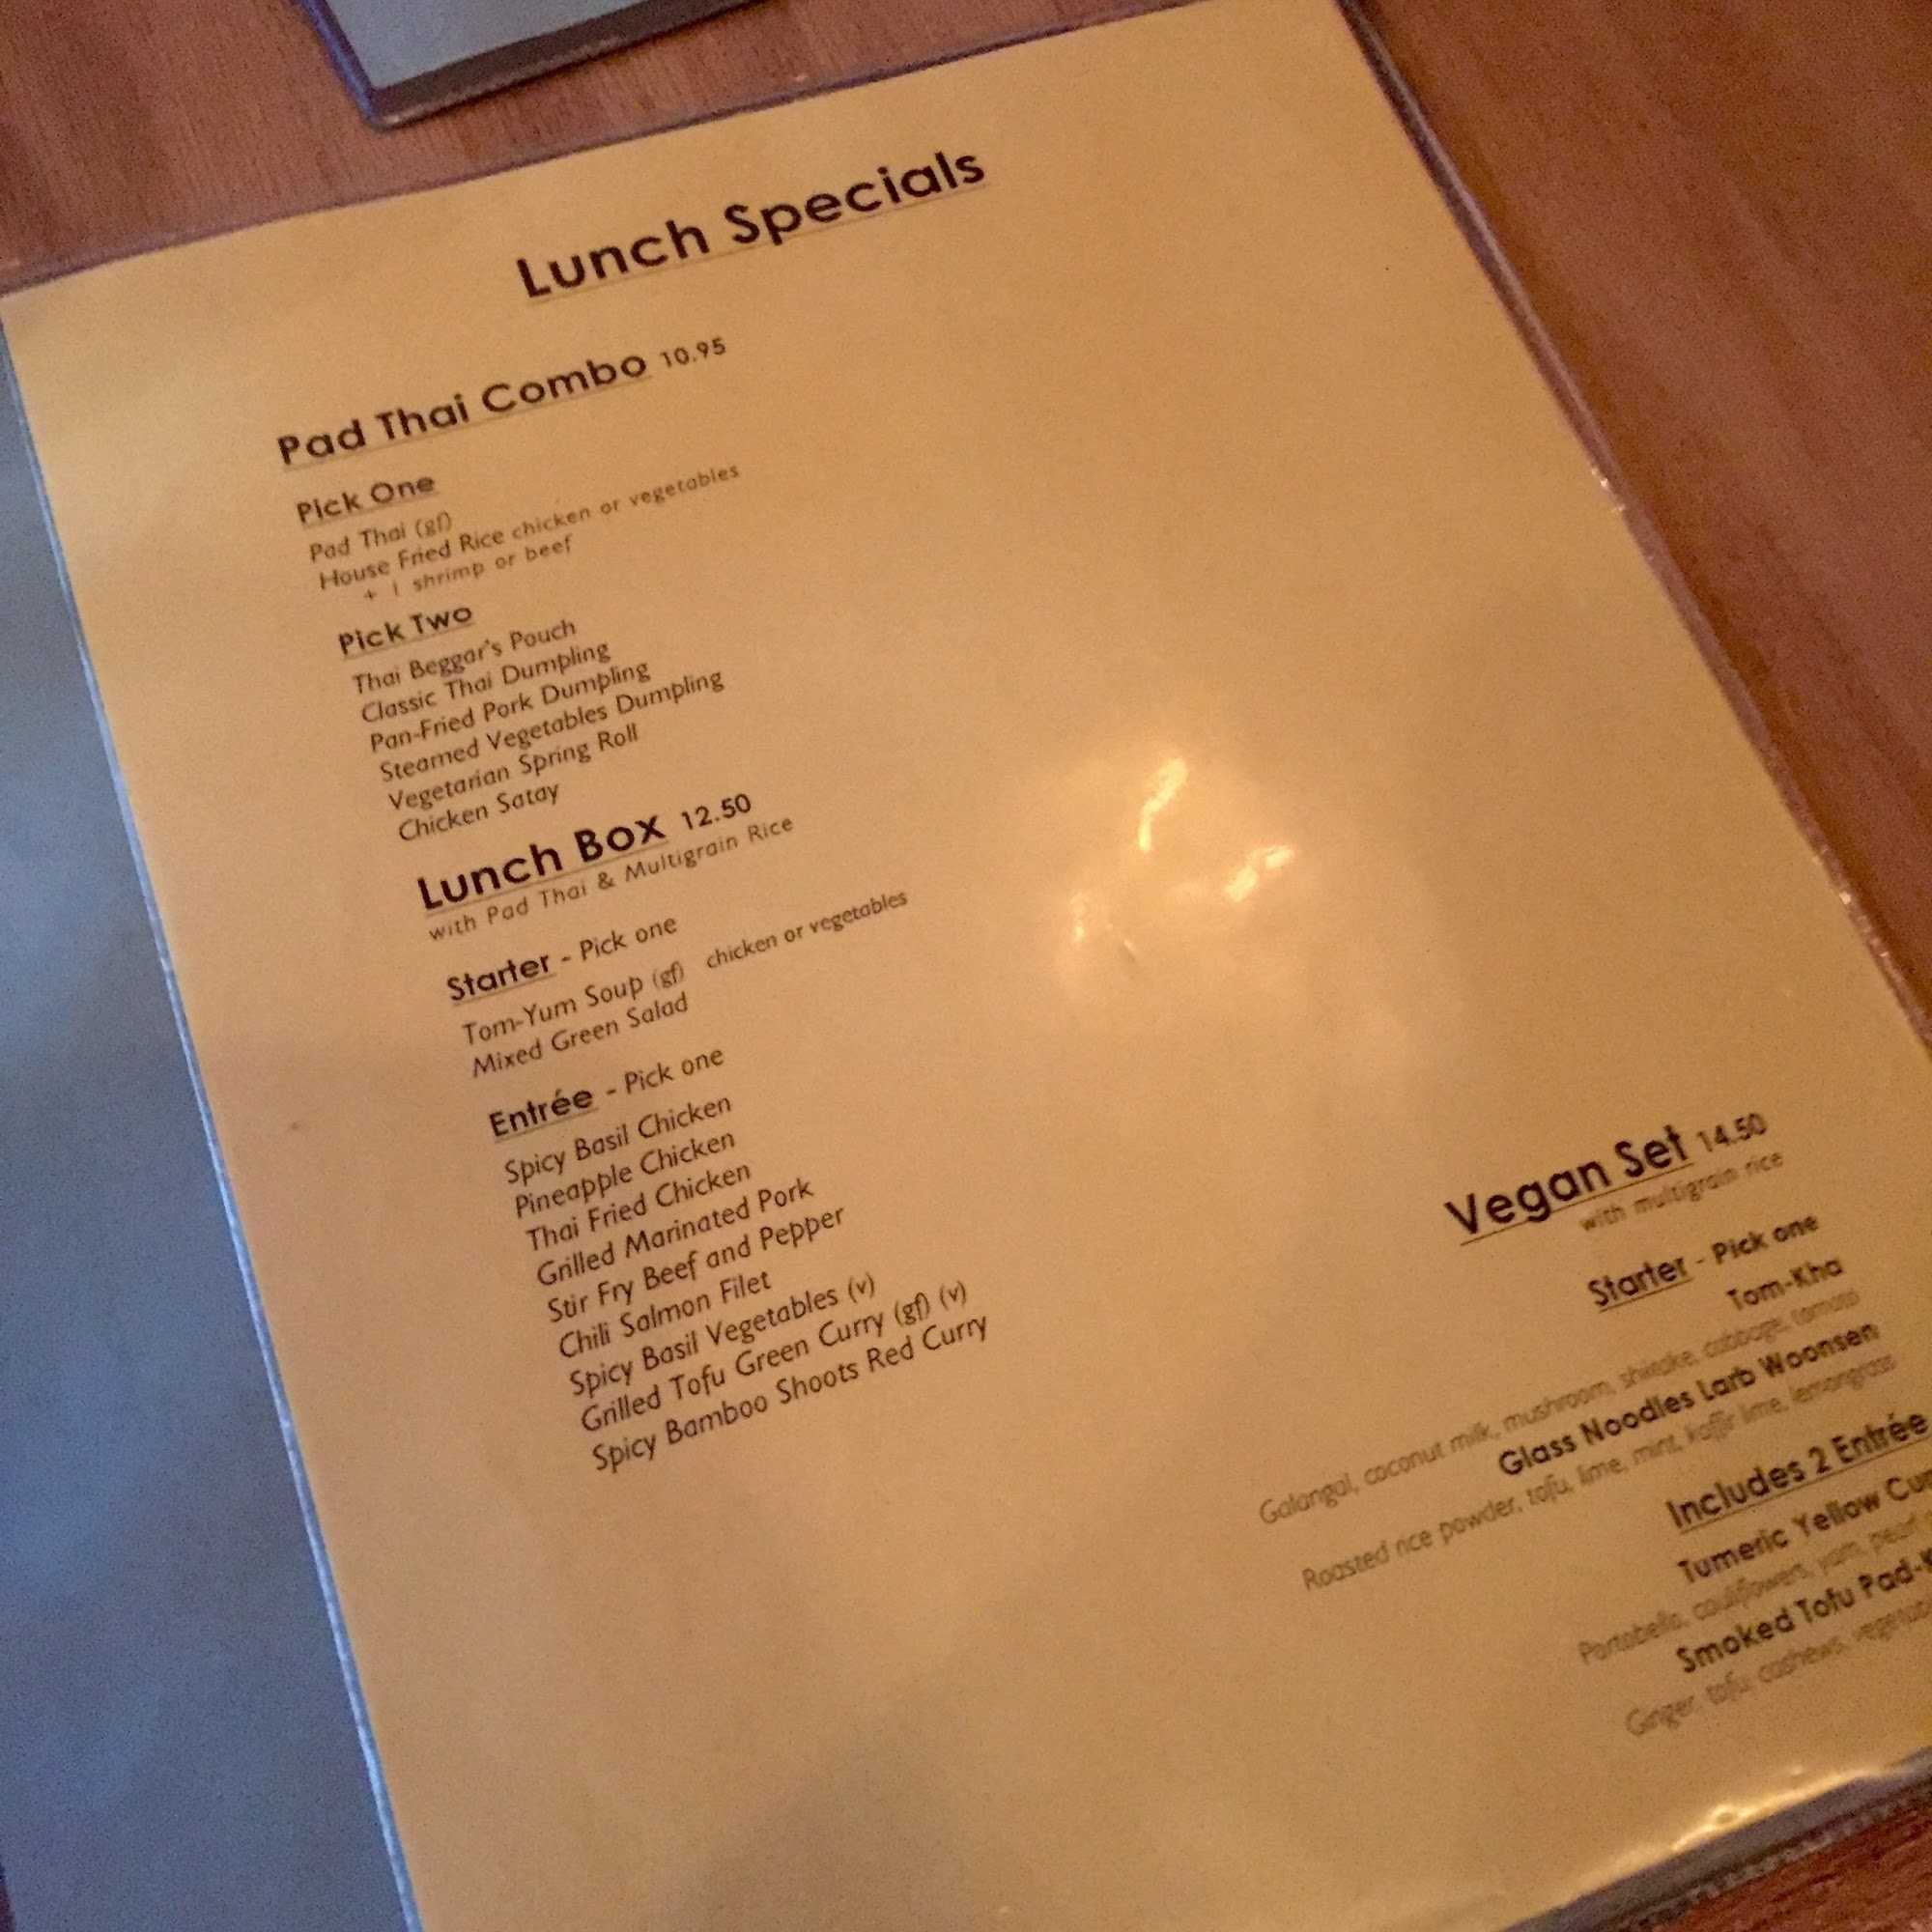 Lunch Specials
Pad Thai Combo 10.95
Pick One
Pad Thai (gf)
House Fried Rice chicken or vegetables
+ 1 shrimp or beef
Pick Two
Thai Beggar's Pouch
Classic Thai Dumpling
Pan-Fried Pork Dumpling
Steamed Vegetables Dumpling
Vegetarian Spring Roll
Chicken Satay
Lunch Box 12.50
with Pad Thai & Multigrain Rice
Starter - Pick one
Tom-Yum Soup (gf) chicken or vegetables
Mixed Green Salad
Entrée - Pick one
Spicy Basil Chicken
Pineapple Chicken
Thai Fried Chicken
Grilled Marinated Pork
Stir Fry Beef and Pepper
Chili Salmon Filet
Spicy Basil Vegetables (v)
Grilled Tofu Green Curry (gf) (v)
Spicy Bamboo Shoots Red Curry
Vegan Set 14.50
with multigrain rice
Starter - Pick one
Tom-Kha
Galangal, coconut milk, mushroom, shiitake, cabbage, tomato
Glass Noodles Larb Woonsen
Roasted rice powder, tofu, lime, mint, kaffir lime, lemongrass
Includes 2 Entrée
Tumeric Yellow
Portobello, cauliflowers, yam, pearl
Smoked Tofu
Ginger, tofu, cashews,